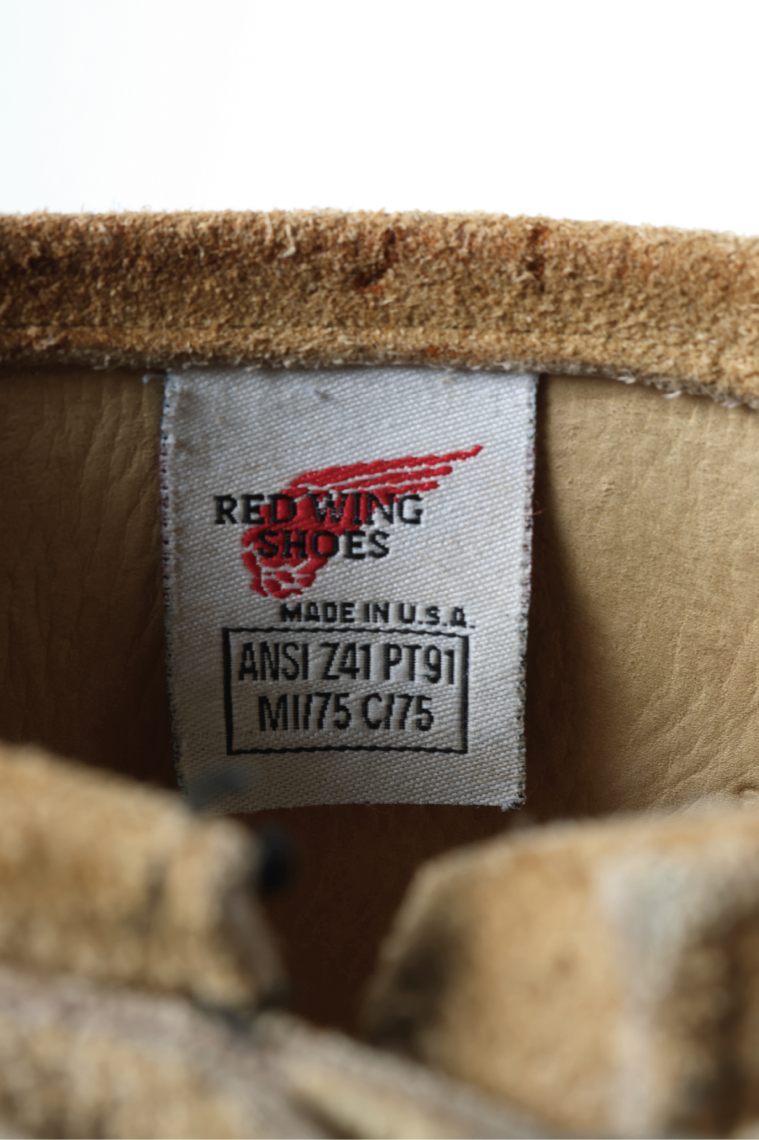 RED WING
SHOES
MADE IN U.S.A.
ANSI Z41 PT91
MI/75 C/75